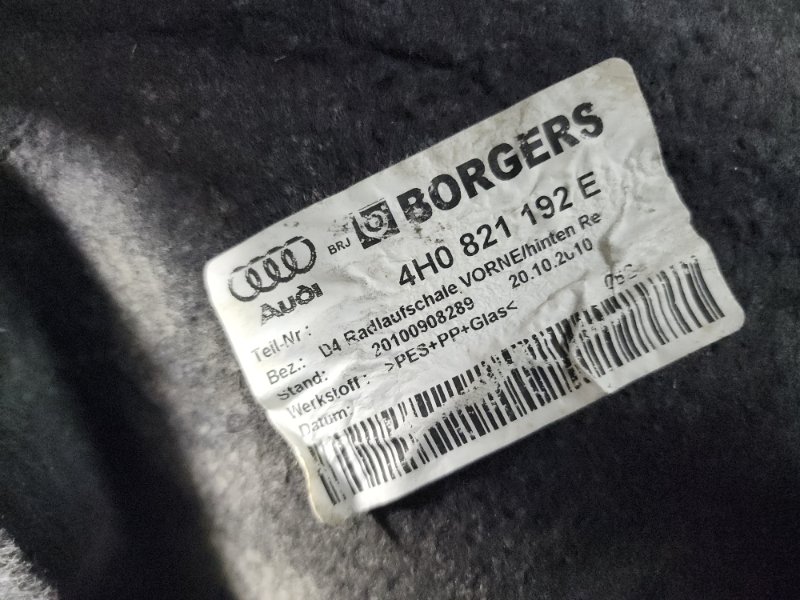 BRJ BORGERS
Audi
Teil-Nr: 4H0 821 192 E
Bez.: D4 Radlaufschale VORNE/hinten Re
Stand: 20100908289 20.10.2010
Werkstoff: >PES+PP+Glas<
Datum: